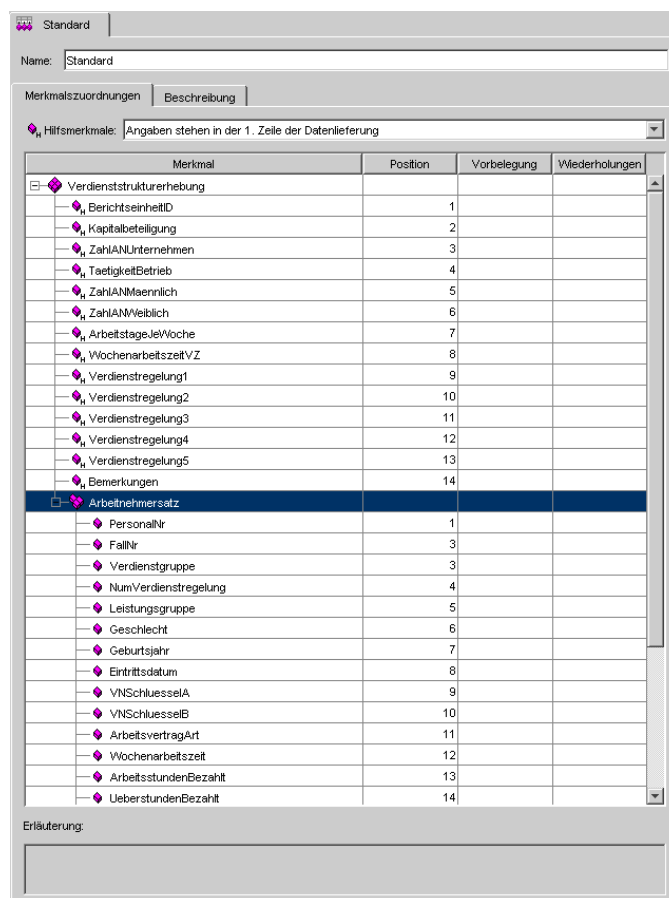 Standard
Name: Standard
Merkmalszuordnungen Beschreibung
H Hilfsmerkmale: Angaben stehen in der 1. Zeile der Datenlieferung
Merkmal Position Vorbelegung Wiederholungen
Verdienststrukturerhebung
H BerichtseinheitID 1
H Kapitalbeteiligung 2
H ZahlANUnternehmen 3
H TaetigkeitBetrieb 4
H ZahlANMaennlich 5
H ZahlANWeiblich 6
H ArbeitstageJeWoche 7
H WochenarbeitszeitVZ 8
H Verdienstregelung1 9
H Verdienstregelung2 10
H Verdienstregelung3 11
H Verdienstregelung4 12
H Verdienstregelung5 13
H Bemerkungen 14
Arbeitnehmersatz
PersonalNr 1
FallNr 3
Verdienstgruppe 3
NumVerdienstregelung 4
Leistungsgruppe 5
Geschlecht 6
Geburtsjahr 7
Eintrittsdatum 8
VNSchluesselA 9
VNSchluesselB 10
ArbeitsvertragArt 11
Wochenarbeitszeit 12
ArbeitsstundenBezahlt 13
UeberstundenBezahlt 14
Erläuterung: